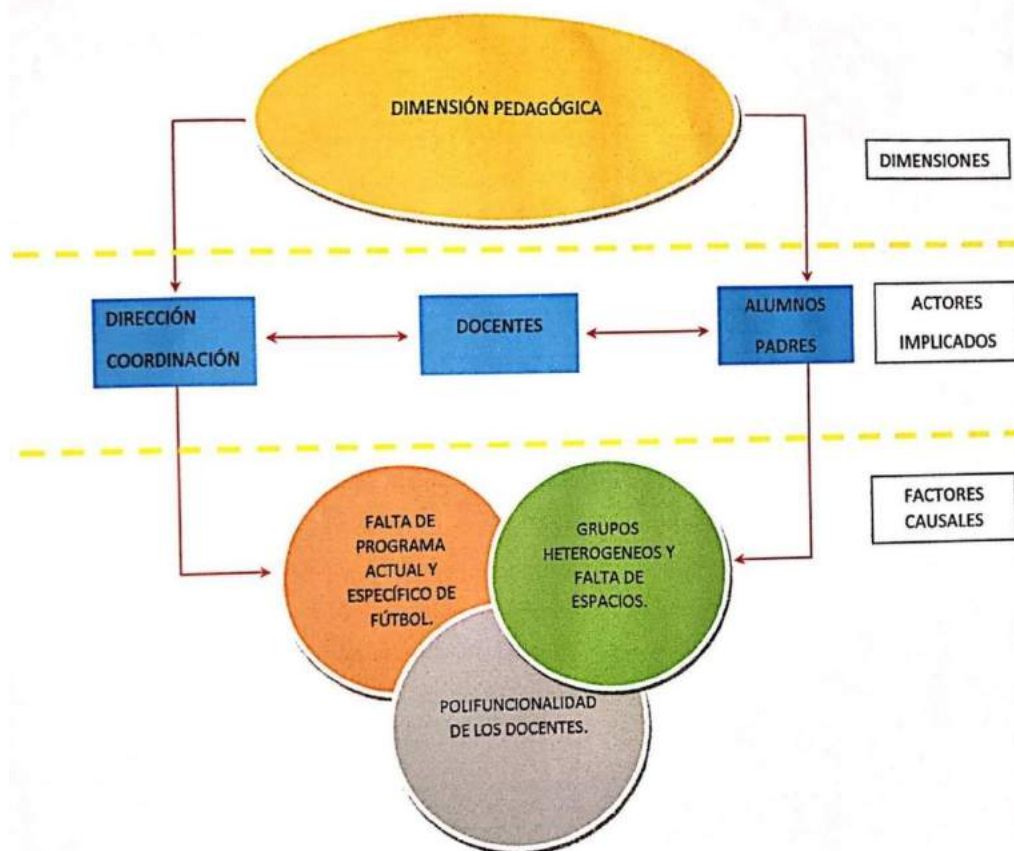 DIMENSIÓN PEDAGÓGICA
DIMENSIONES
DIRECCIÓN
COORDINACIÓN
DOCENTES
ALUMNOS
PADRES
ACTORES
IMPLICADOS
FALTA DE
PROGRAMA
ACTUAL Y
ESPECÍFICO DE
FÚTBOL.
GRUPOS
HETEROGENEOS Y
FALTA DE
ESPACIOS.
FACTORES
CAUSALES
POLIFUNCIONALIDAD
DE LOS DOCENTES.